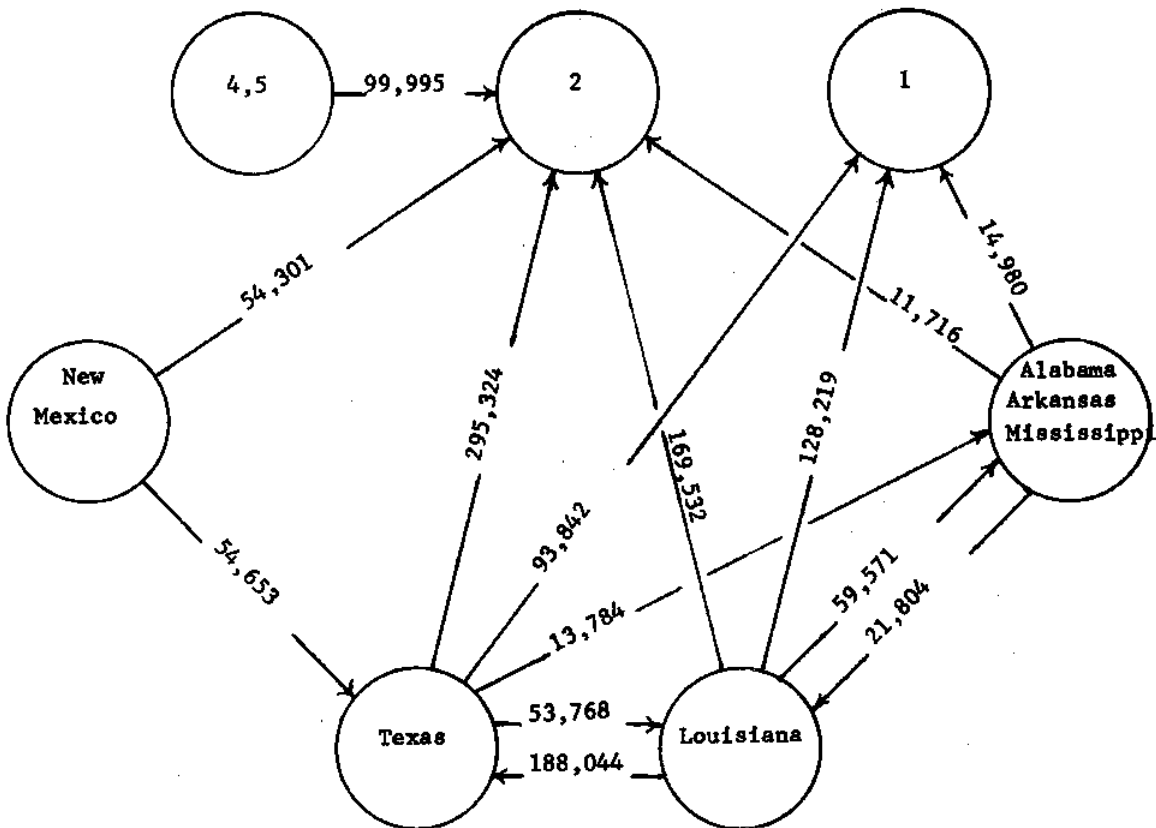 4,5
99,995
2
1
14,980
54,301
11,716
New
Mexico
295,324
128,219
Alabama
Arkansas
Mississippi
169,532
93,842
54,653
59,571
21,804
13,784
Texas
53,768
188,044
Louisiana